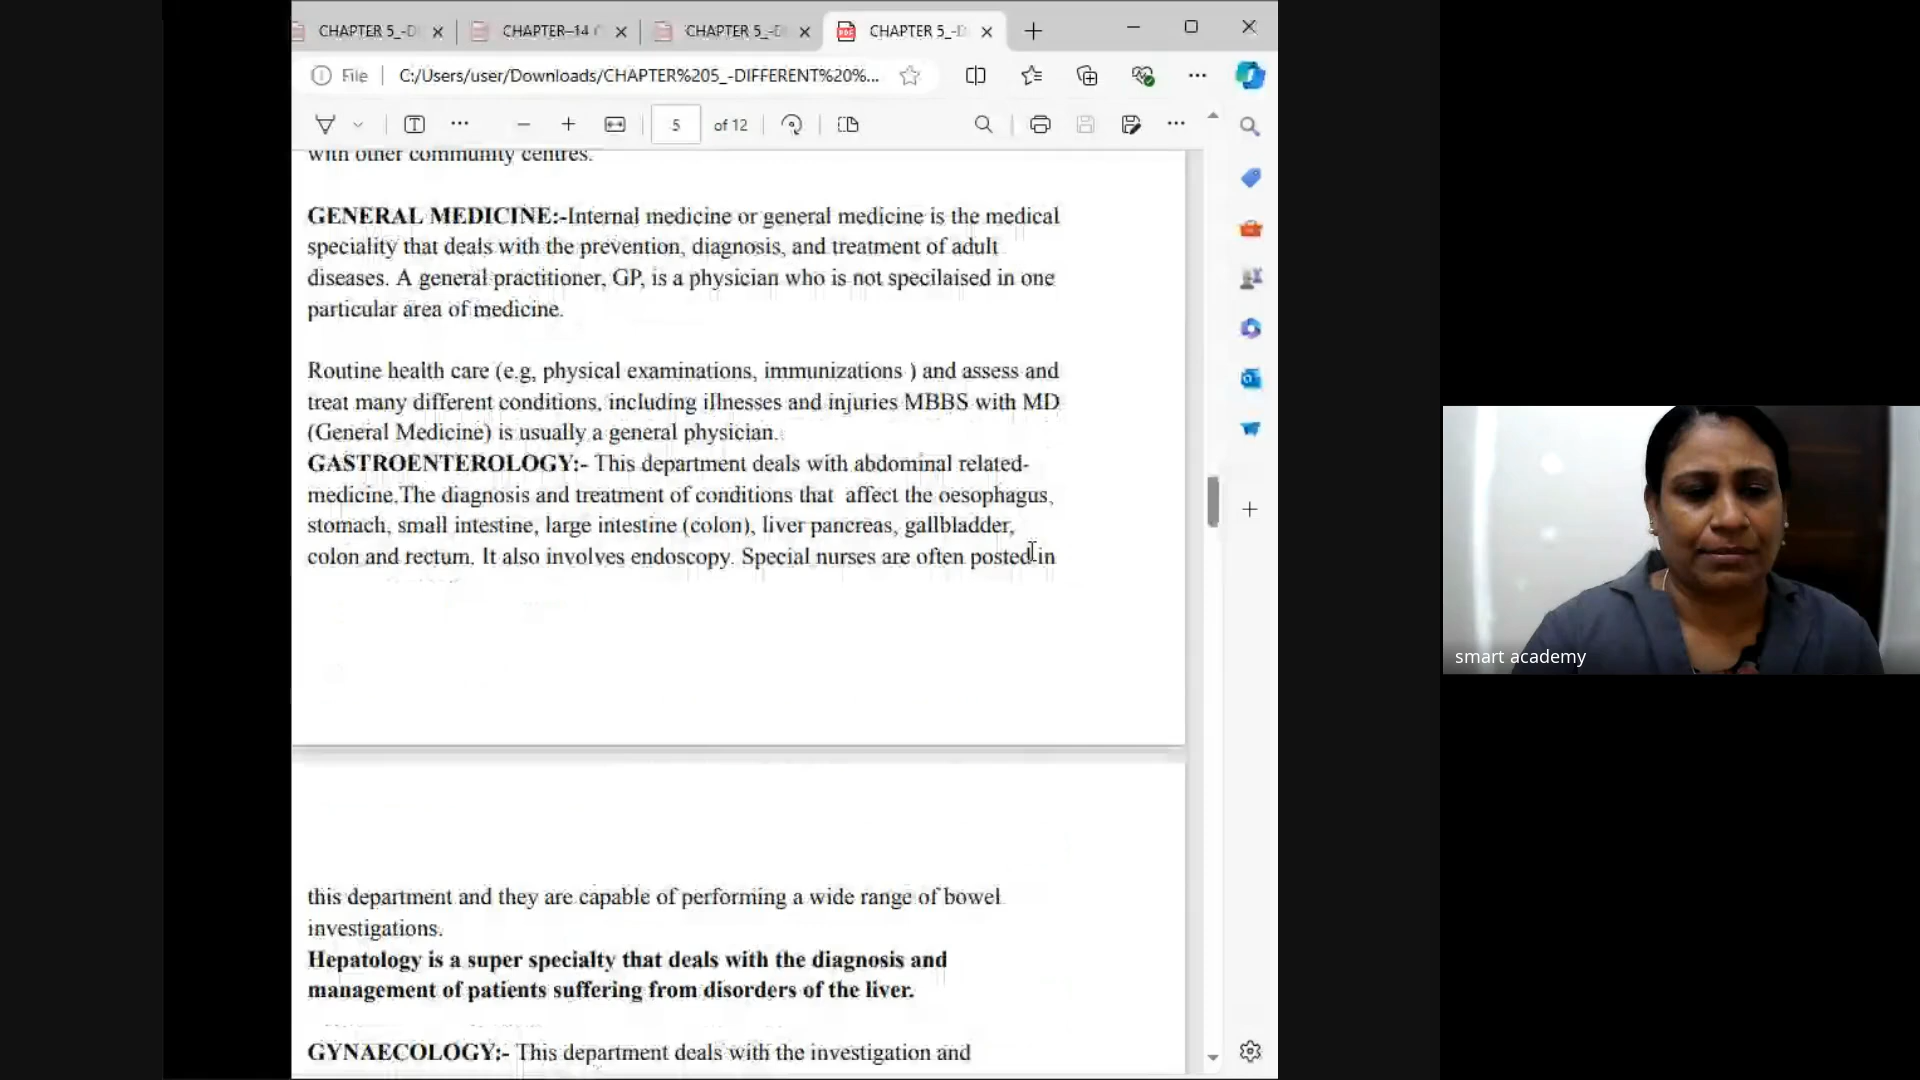 CHAPTER 5_-D
CHAPTER-14
CHAPTER 5_-D
CHAPTER 5_-D
File
C:/Users/user/Downloads/CHAPTER%205_-DIFFERENT%20%...
5
of 12
with other community centres.
GENERAL MEDICINE:-Internal medicine or general medicine is the medical
speciality that deals with the prevention, diagnosis, and treatment of adult
diseases. A general practitioner, GP, is a physician who is not specilaised in one
particular area of medicine.
Routine health care (e.g, physical examinations, immunizations ) and assess and
treat many different conditions, including illnesses and injuries MBBS with MD
(General Medicine) is usually a general physician.
GASTROENTEROLOGY:- This department deals with abdominal related-
medicine.The diagnosis and treatment of conditions that affect the oesophagus,
stomach, small intestine, large intestine (colon), liver pancreas, gallbladder,
colon and rectum. It also involves endoscopy. Special nurses are often posted in
this department and they are capable of performing a wide range of bowel
investigations.
Hepatology is a super specialty that deals with the diagnosis and
management of patients suffering from disorders of the liver.
GYNAECOLOGY:- This department deals with the investigation and
smart academy